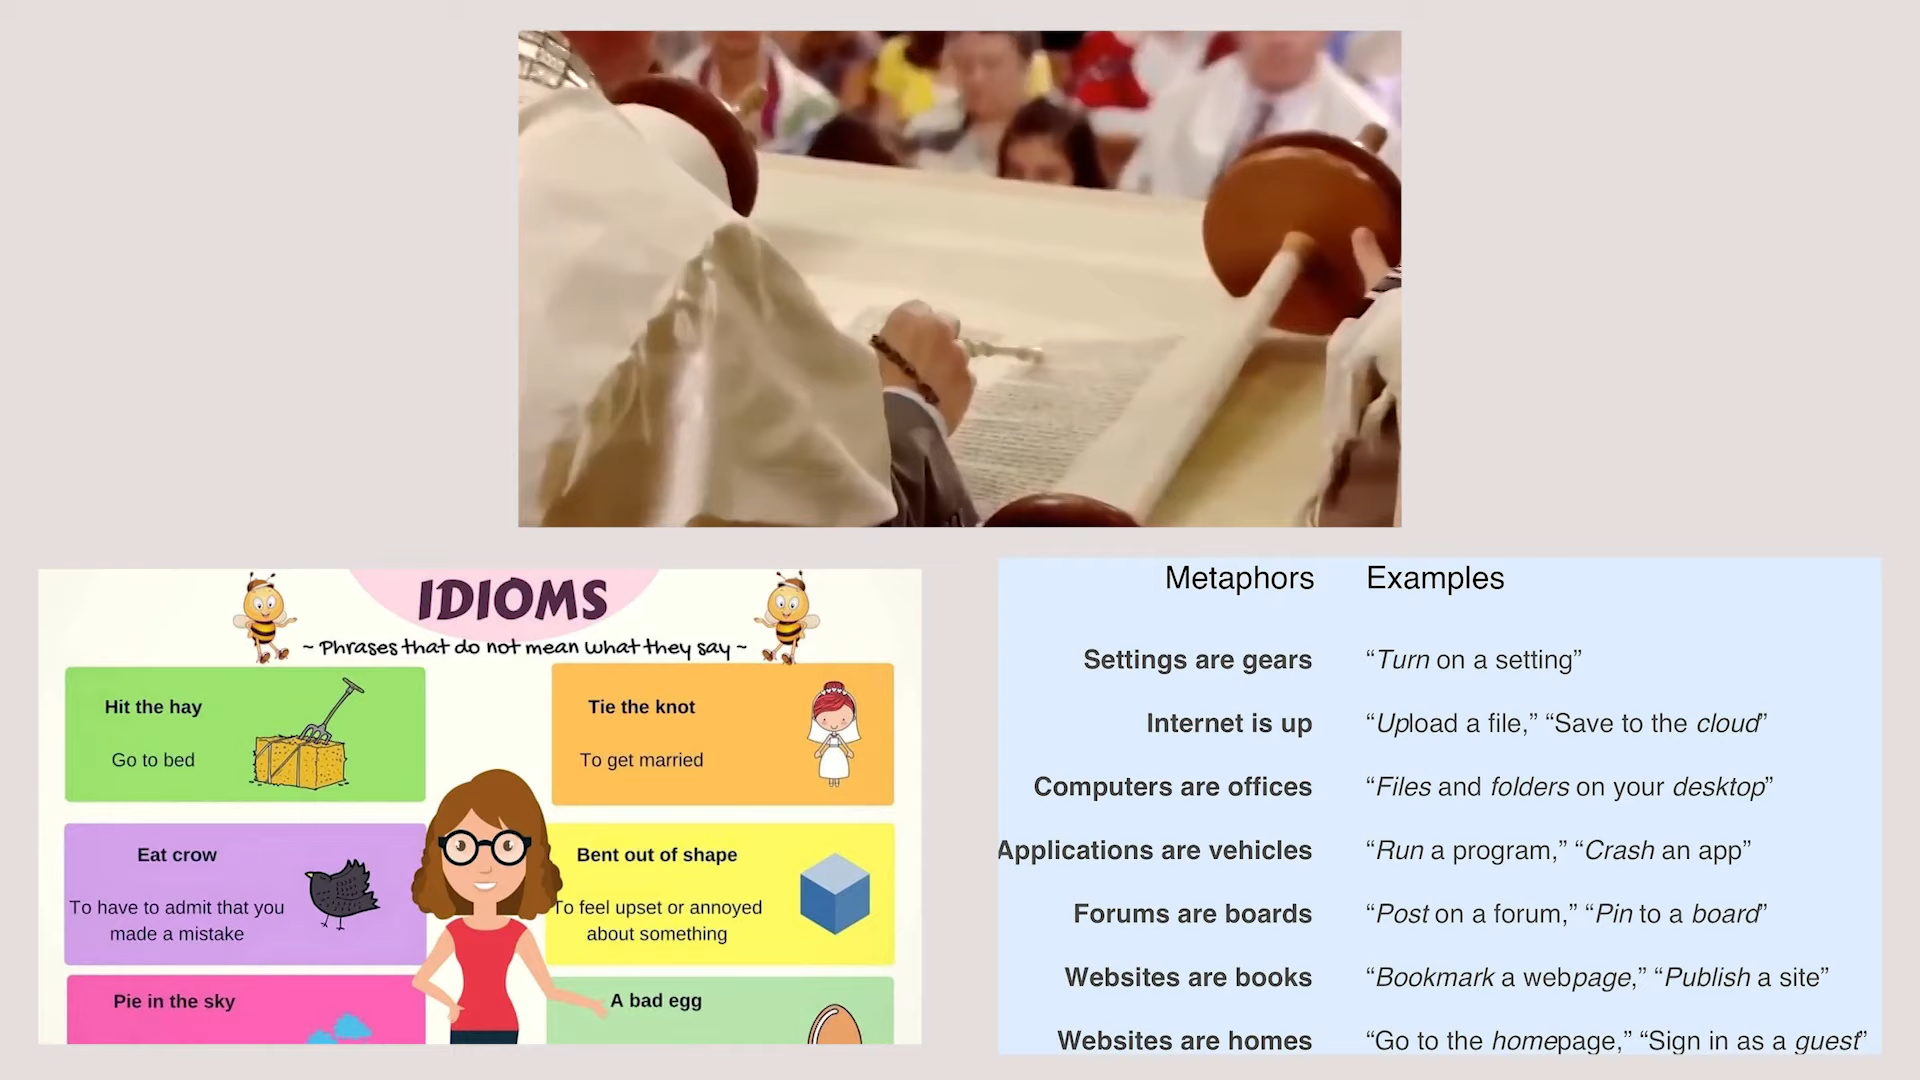 IDIOMS
~ Phrases that do not mean what they say ~
Hit the hay
Go to bed
Tie the knot
To get married
Eat crow
To have to admit that you
made a mistake
Bent out of shape
To feel upset or annoyed
about something
Pie in the sky
A bad egg
Metaphors Examples
Settings are gears “Turn on a setting”
Internet is up “Upload a file,” “Save to the cloud”
Computers are offices “Files and folders on your desktop”
Applications are vehicles “Run a program,” “Crash an app”
Forums are boards “Post on a forum,” “Pin to a board”
Websites are books “Bookmark a webpage,” “Publish a site”
Websites are homes “Go to the homepage,” “Sign in as a guest”